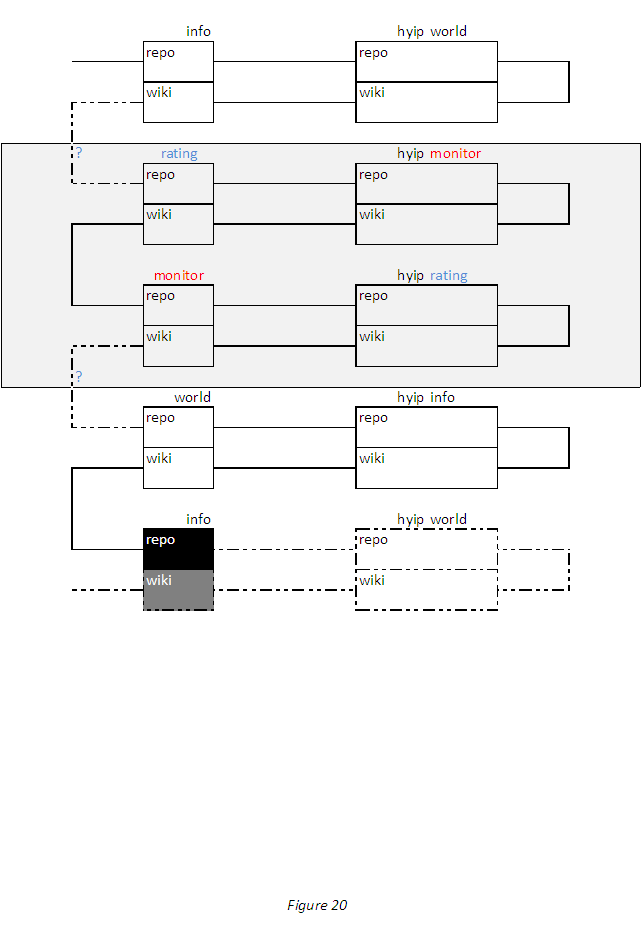 info hyip world
repo repo
wiki wiki
? rating hyip monitor
repo repo
wiki wiki
monitor hyip rating
repo repo
wiki wiki
?
world hyip info
repo repo
wiki wiki
info hyip world
repo repo
wiki wiki
Figure 20